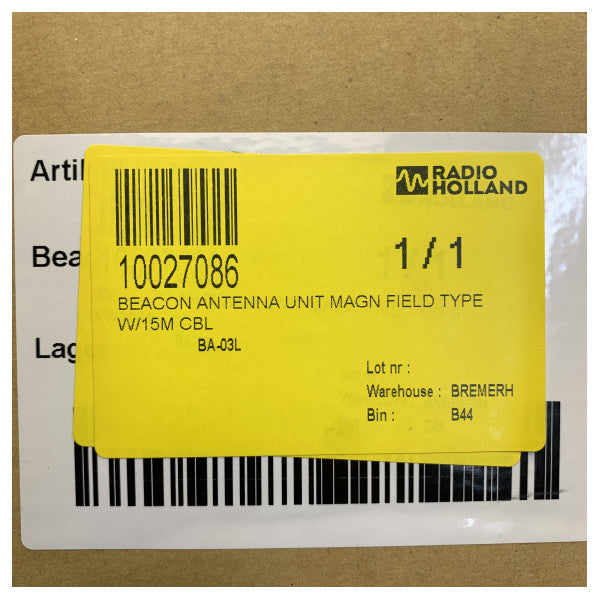 Artil
RADIO
HOLLAND
Bea
10027086
1 / 1
BEACON ANTENNA UNIT MAGN FIELD TYPE
W/15M CBL
BA-03L
Lag
Lot nr :
Warehouse : BREMERH
Bin : B44